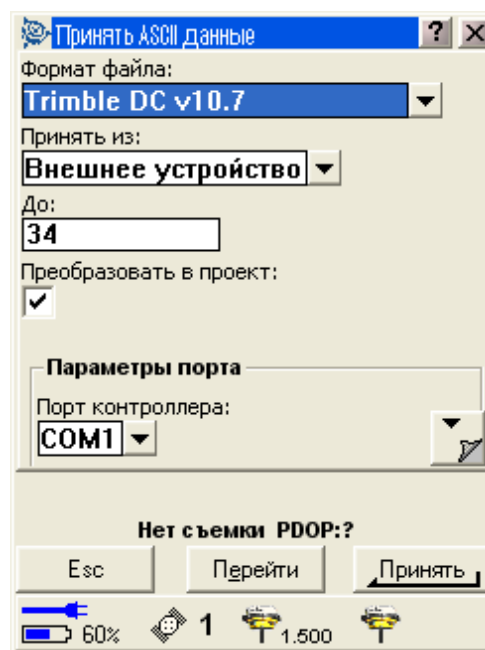 Принять ASCII данные ? X
Формат файла:
Trimble DC v10.7
Принять из:
Внешнее устройство
До:
34
Преобразовать в проект:
Параметры порта
Порт контроллера:
COM1
Нет съемки PDOP:?
Esc Перейти Принять
60% 1 1.500